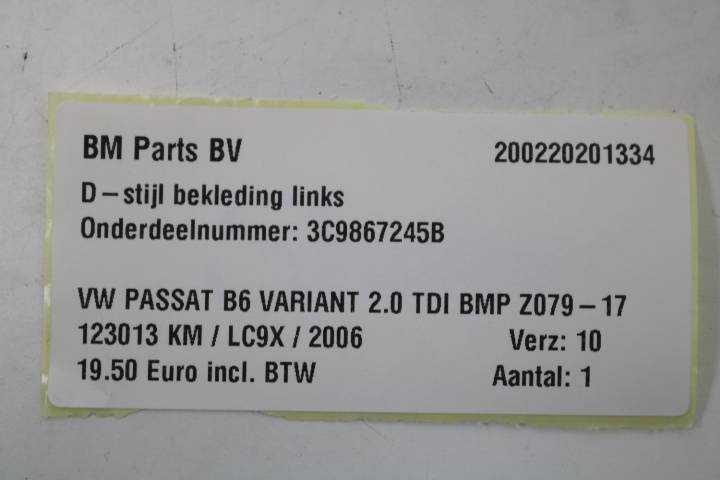 BM Parts BV 200220201334
D-stijl bekleding links
Onderdeelnummer: 3C9867245B
VW PASSAT B6 VARIANT 2.0 TDI BMP Z079-17
123013 KM / LC9X / 2006 Verz: 10
19.50 Euro incl. BTW Aantal: 1